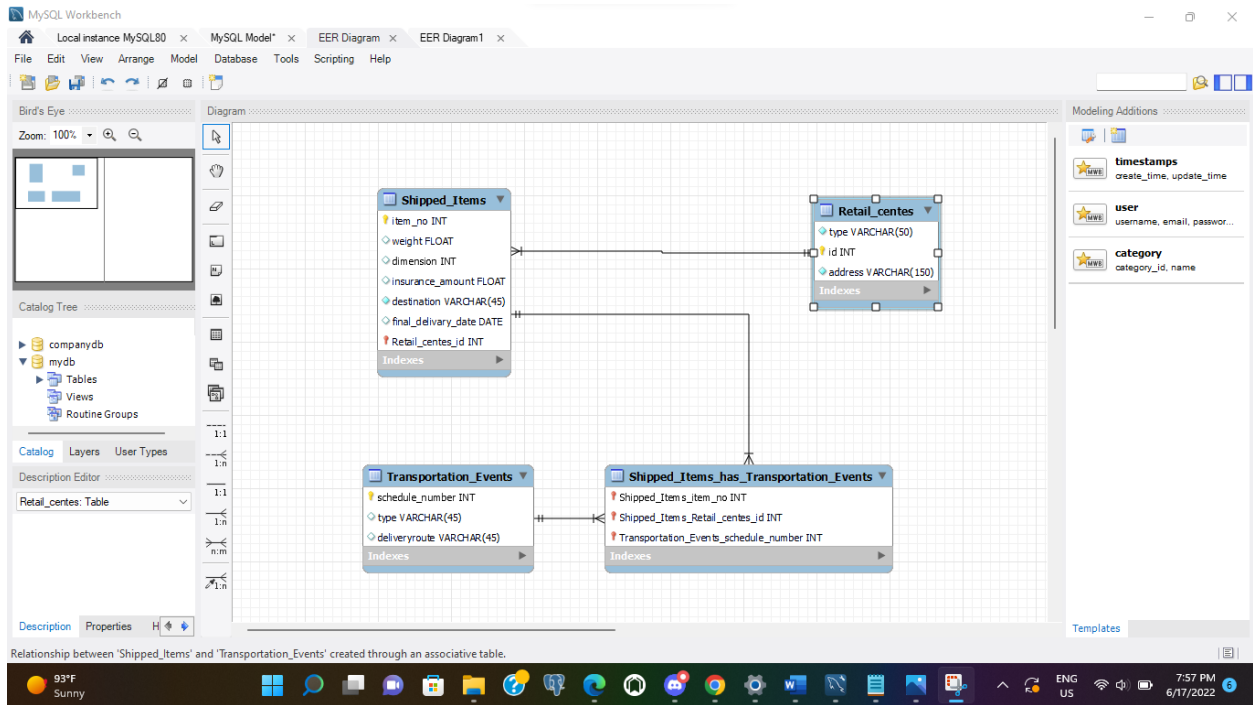 MySQL Workbench
Local instance MySQL80 × MySQL Model* × EER Diagram × EER Diagram1 ×
File Edit View Arrange Model Database Tools Scripting Help
Bird's Eye
Zoom: 100%
Catalog Tree
companydb
mydb
Tables
Views
Routine Groups
Catalog Layers User Types
Description Editor
Retail_centes: Table
Description Properties H
Diagram
1:1
1:n
1:1
1:n
n:m
1:n
Shipped_Items
item_no INT
weight FLOAT
dimension INT
insurance_amount FLOAT
destination VARCHAR(45)
final_delivary_date DATE
Retail_centes_id INT
Indexes
Retail_centes
type VARCHAR(50)
id INT
address VARCHAR(150)
Indexes
Transportation_Events
schedule_number INT
type VARCHAR(45)
deliveryroute VARCHAR(45)
Indexes
Shipped_Items_has_Transportation_Events
Shipped_Items_item_no INT
Shipped_Items_Retail_centes_id INT
Transportation_Events_schedule_number INT
Indexes
Modeling Additions
timestamps
create_time, update_time
user
username, email, passwor...
category
category_id, name
Templates
Relationship between 'Shipped_Items' and 'Transportation_Events' created through an associative table.
93°F
Sunny
ENG
US
7:57 PM
6/17/2022
6